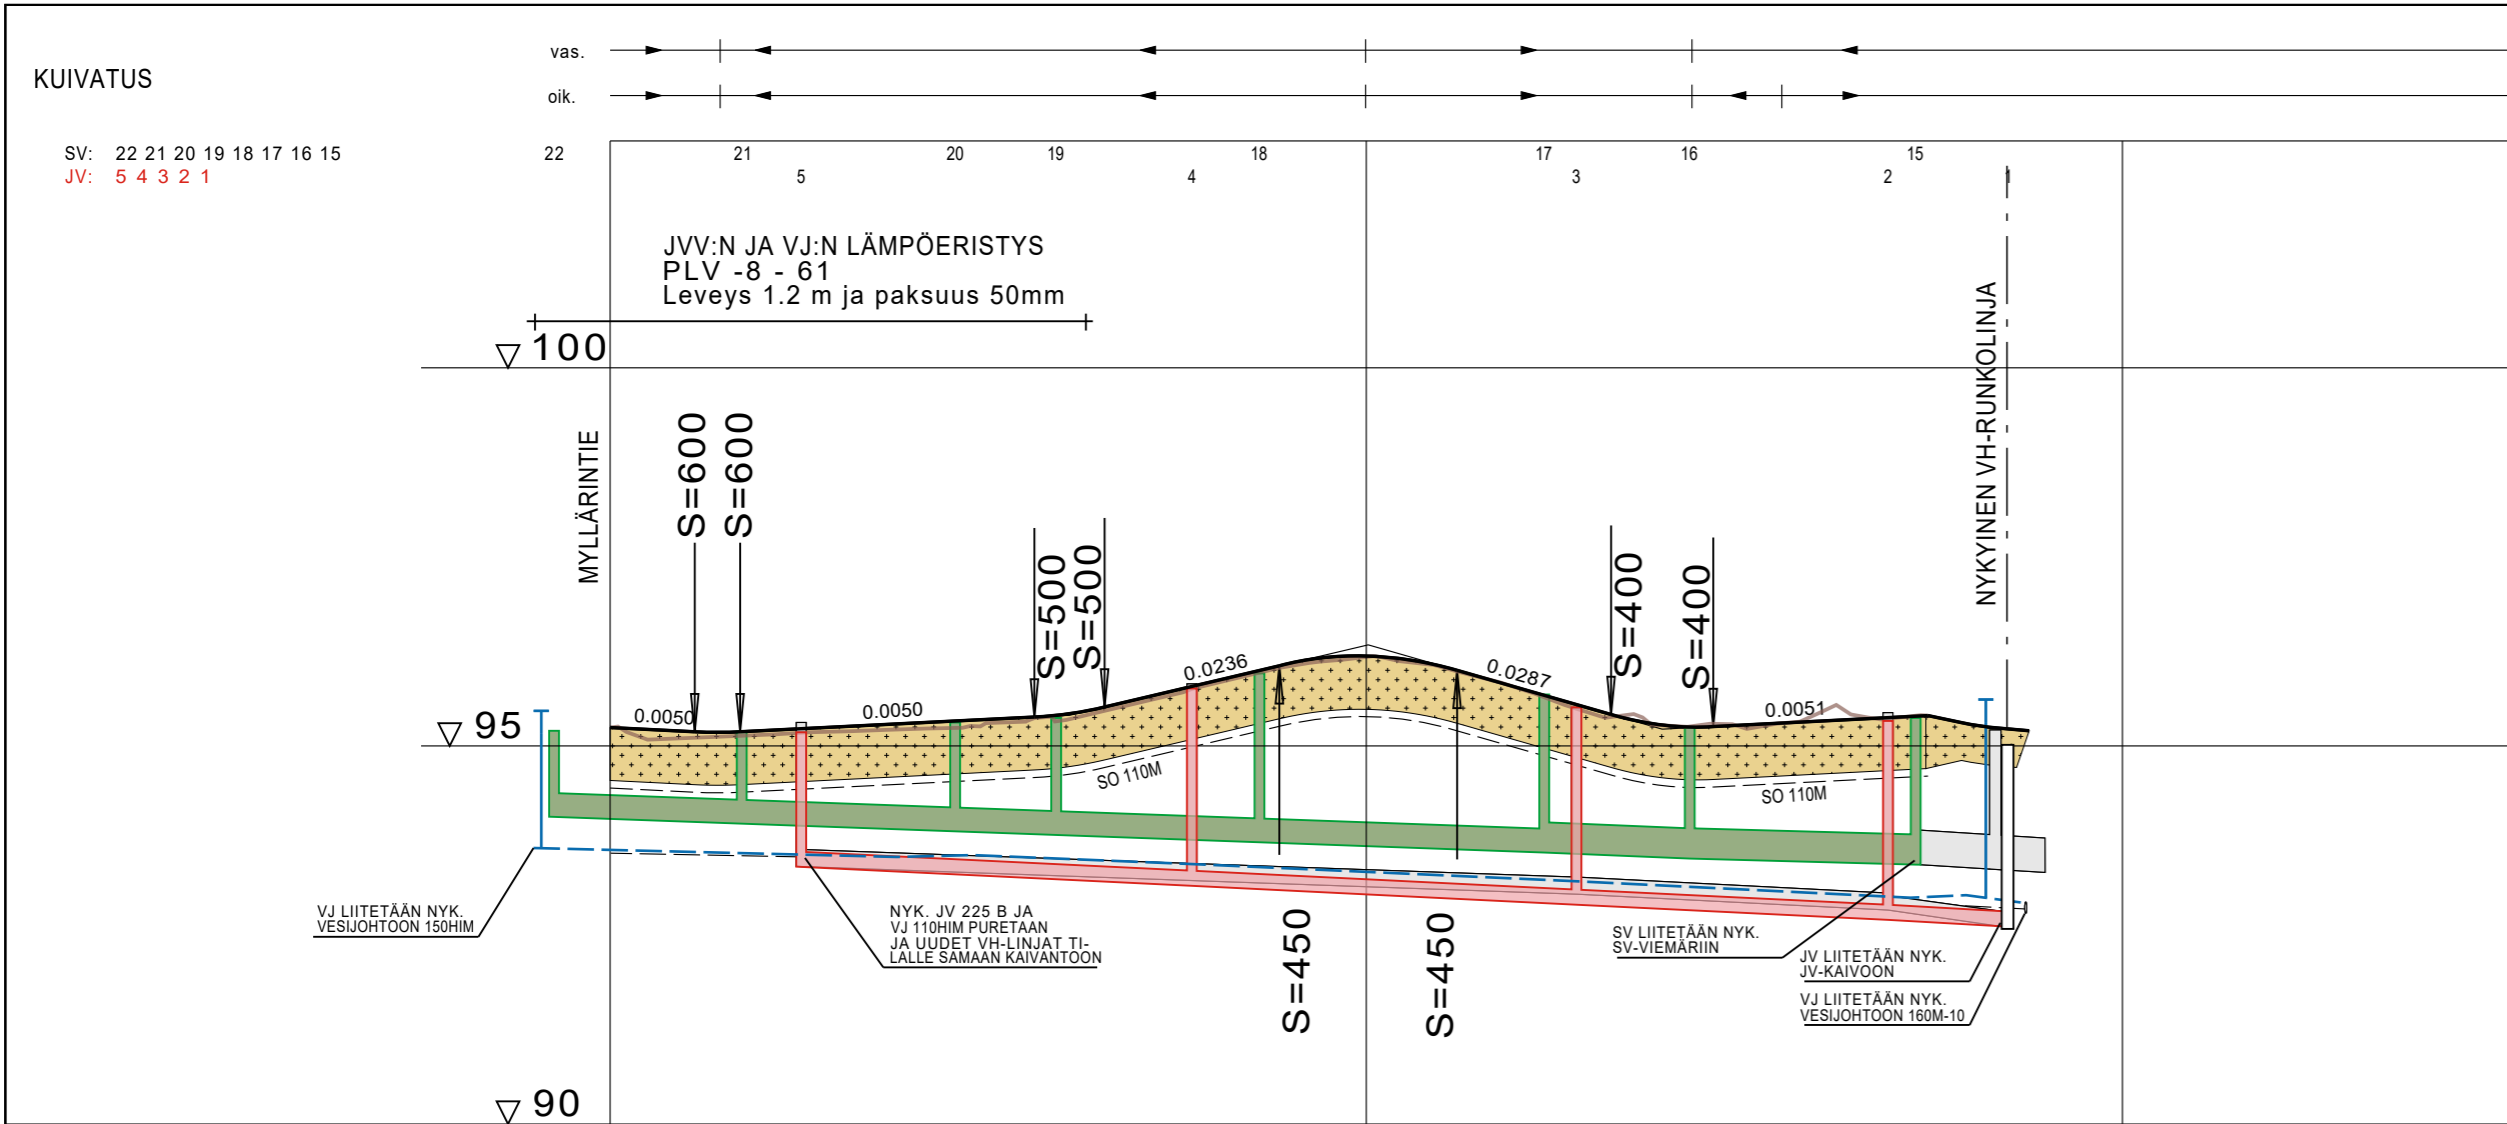 vas.
KUIVATUS
oik.
SV: 22 21 20 19 18 17 16 15
JV: 5 4 3 2 1
22 21 20 19 18 17 16 15
5 4 3 2 1
JVV:N JA VJ:N LÄMPÖERISTYS
PLV -8 - 61
Leveys 1.2 m ja paksuus 50mm
100
MYLLÄRINTIE
S=600
S=600
S=500
S=500
S=400
S=400
NYKYINEN VH-RUNKOLINJA
95
0.0050
0.0050
0.0236
0.0287
0.0051
SO 110M
SO 110M
VJ LIITETÄÄN NYK.
VESIJOHTOON 150HIM
NYK. JV 225 B JA
VJ 110HIM PURETAAN
JA UUDET VH-LINJAT TI-
LALLE SAMAAN KAIVANTOON
S=450
S=450
SV LIITETÄÄN NYK.
SV-VIEMÄRIIN
JV LIITETÄÄN NYK.
JV-KAIVOON
VJ LIITETÄÄN NYK.
VESIJOHTOON 160M-10
90